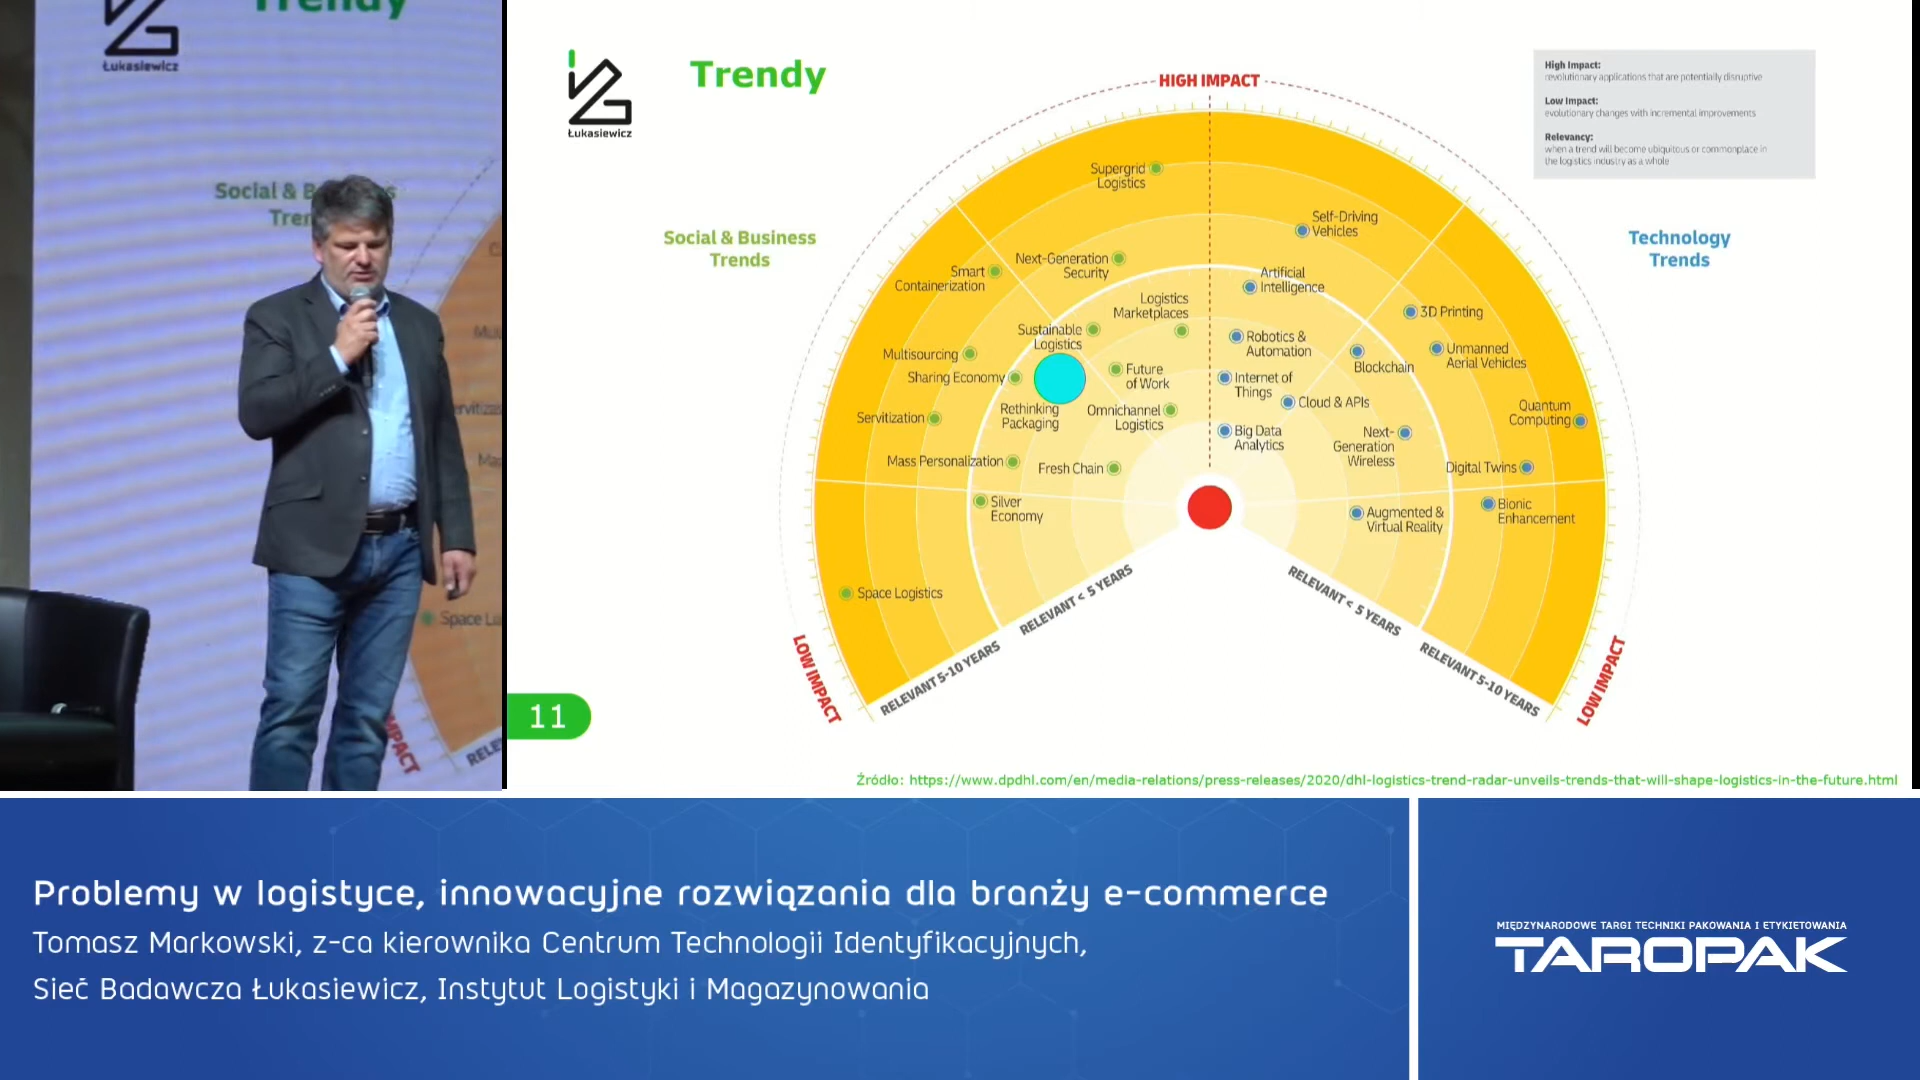 Trendy
Łukasiewicz
Social & B s
Tren
Space Lo
Łukasiewicz
Trendy
HIGH IMPACT
High Impact:
revolutionary applications that are potentially disruptive
Low Impact:
evolutionary changes with incremental improvements
Relevancy:
when a trend will become ubiquitous or commonplace in
the logistics industry as a whole
Social & Business
Trends
Technology
Trends
Supergrid
Logistics
Self-Driving
Vehicles
Next-Generation
Security
Smart
Containerization
Artificial
Intelligence
Logistics
Marketplaces
3D Printing
Sustainable
Logistics
Robotics &
Automation
Multisourcing
Unmanned
Aerial Vehicles
Blockchain
Sharing Economy
Future
of Work
Internet of
Things
Cloud & APIs
Rethinking
Packaging
Omnichannel
Logistics
Servitization
Quantum
Computing
Big Data
Analytics
Next-
Generation
Wireless
Mass Personalization
Fresh Chain
Digital Twins
Silver
Economy
Augmented &
Virtual Reality
Bionic
Enhancement
Space Logistics
RELEVANT < 5 YEARS
RELEVANT < 5 YEARS
RELEVANT 5-10 YEARS
RELEVANT 5-10 YEARS
LOW IMPACT
LOW IMPACT
11
Źródło: https://www.dpdhl.com/en/media-relations/press-releases/2020/dhl-logistics-trend-radar-unveils-trends-that-will-shape-logistics-in-the-future.html
Problemy w logistyce, innowacyjne rozwiązania dla branży e-commerce
Tomasz Markowski, z-ca kierownika Centrum Technologii Identyfikacyjnych,
Sieć Badawcza Łukasiewicz, Instytut Logistyki i Magazynowania
MIĘDZYNARODOWE TARGI TECHNIKI PAKOWANIA I ETYKIETOWANIA
TAROPAK